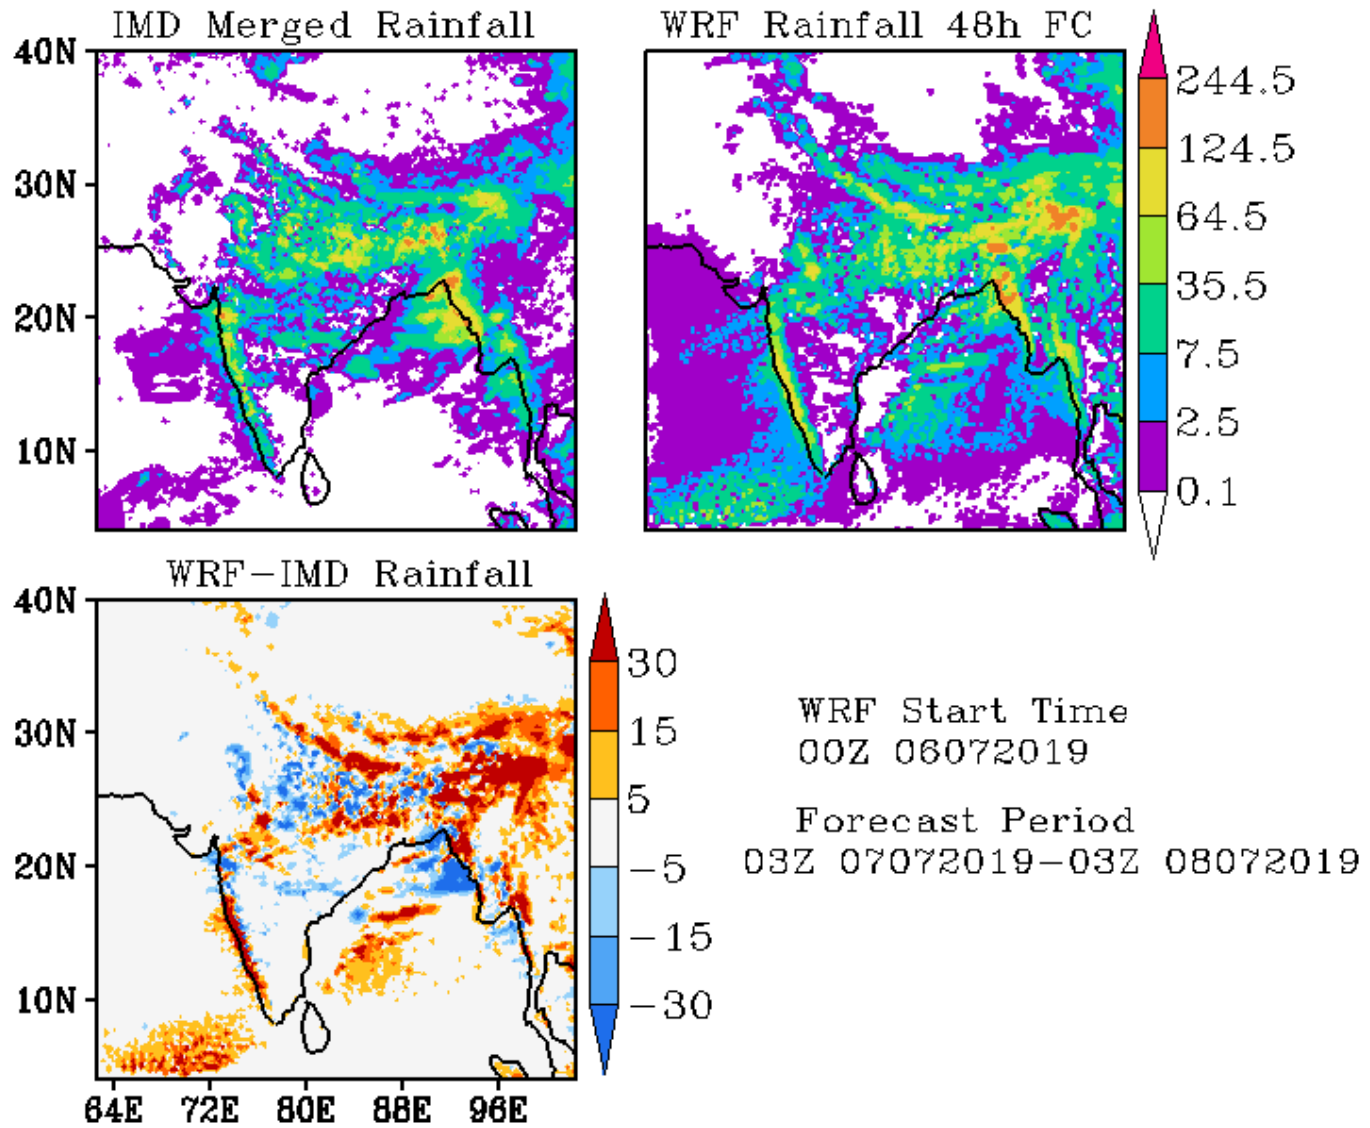 IMD Merged Rainfall
WRF Rainfall 48h FC
40N
30N
20N
10N
244.5
124.5
64.5
35.5
7.5
2.5
0.1
WRF-IMD Rainfall
40N
30N
20N
10N
64E 72E 80E 88E 96E
30
15
5
-5
-15
-30
WRF Start Time
00Z 06072019
Forecast Period
03Z 07072019-03Z 08072019